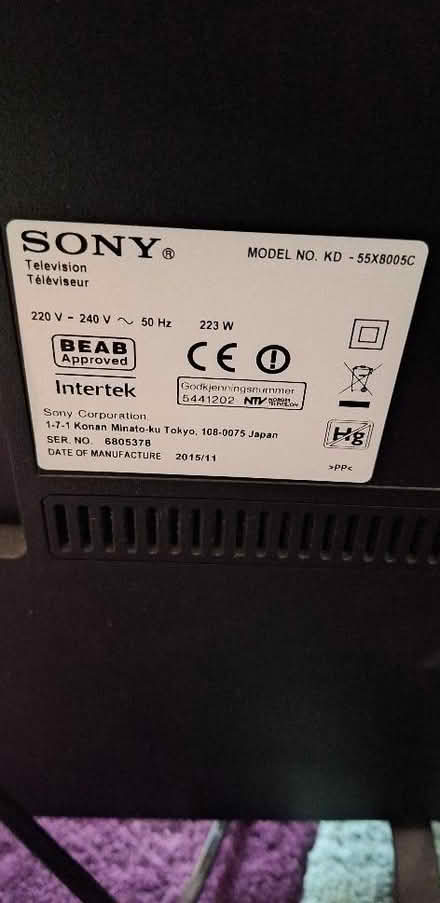 SONY®
MODEL NO. KD - 55X8005C
Television
Téléviseur
220 V – 240 V ～ 50 Hz 223 W
BEAB
Approved
CE
Intertek
Godkjenningsnummer
5441202 NTV
Sony Corporation
1-7-1 Konan Minato-ku Tokyo, 108-0075 Japan
SER. NO. 6805378
Hg
DATE OF MANUFACTURE 2015/11
>PP<